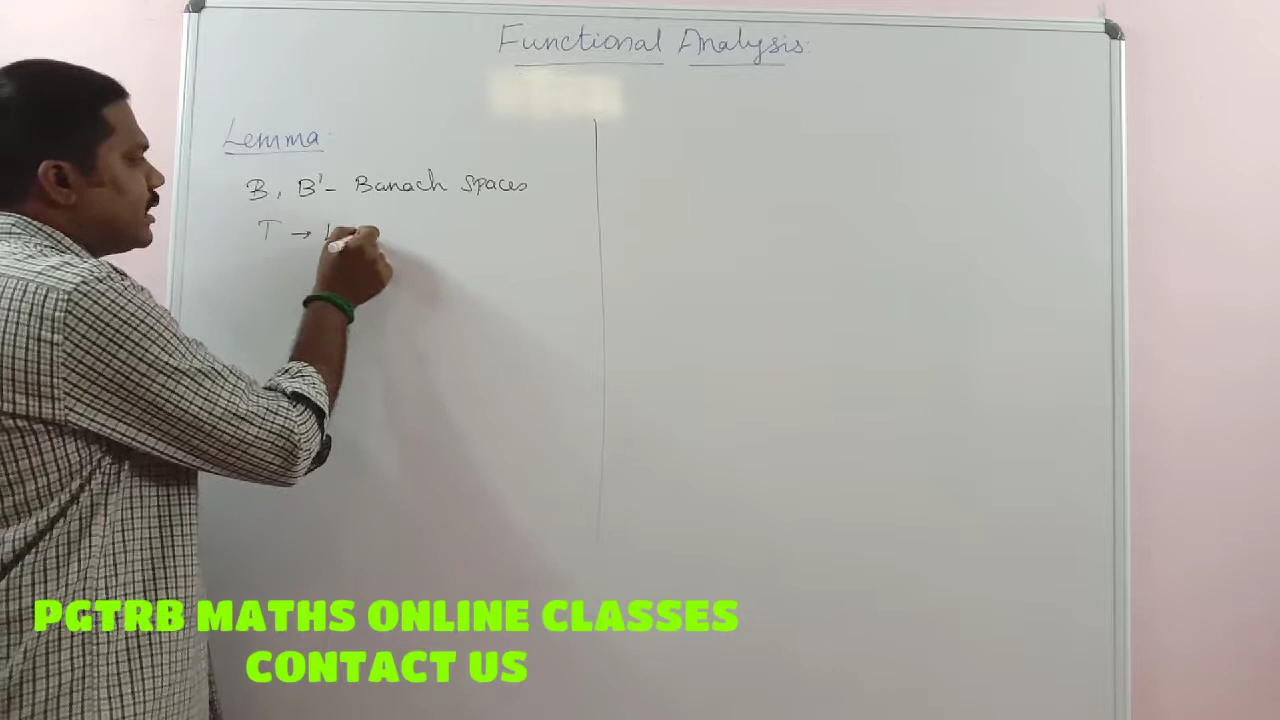 Functional Analysis:
Lemma:
B, B' - Banach Spaces
T →
PGTRB MATHS ONLINE CLASSES
CONTACT US